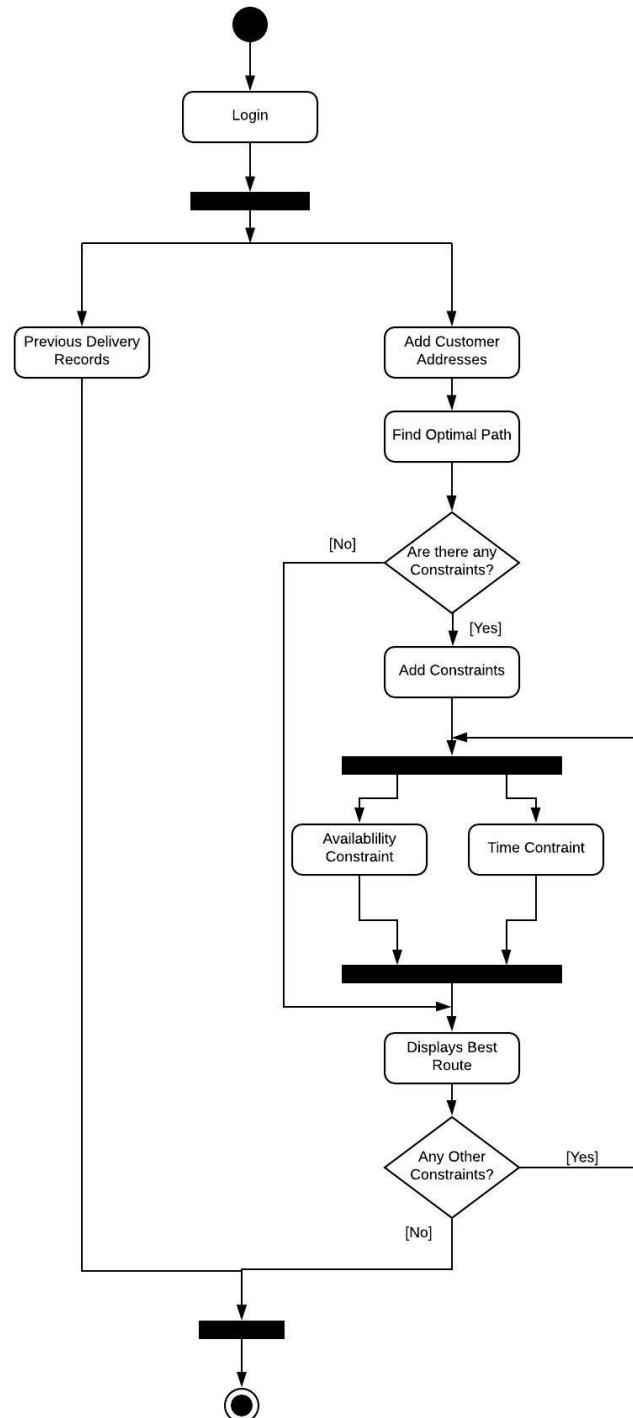 Login
Previous Delivery
Records
Add Customer
Addresses
Find Optimal Path
Are there any
Constraints?
[No]
[Yes]
Add Constraints
Availablility
Constraint
Time Contraint
Displays Best
Route
Any Other
Constraints?
[Yes]
[No]